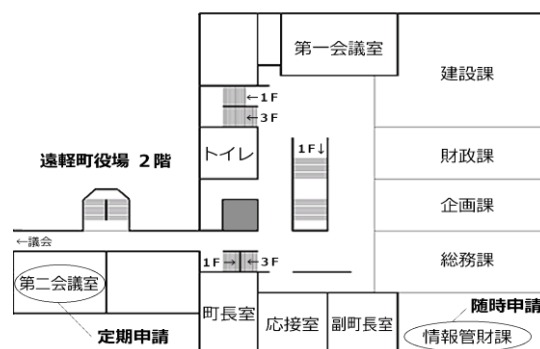 第一会議室
建設課
←1F
←3F
トイレ
1F↓
財政課
遠軽町役場 2階
企画課
←議会
1F→
←3F
総務課
第二会議室
定期申請
町長室
応接室
副町長室
随時申請
情報管財課